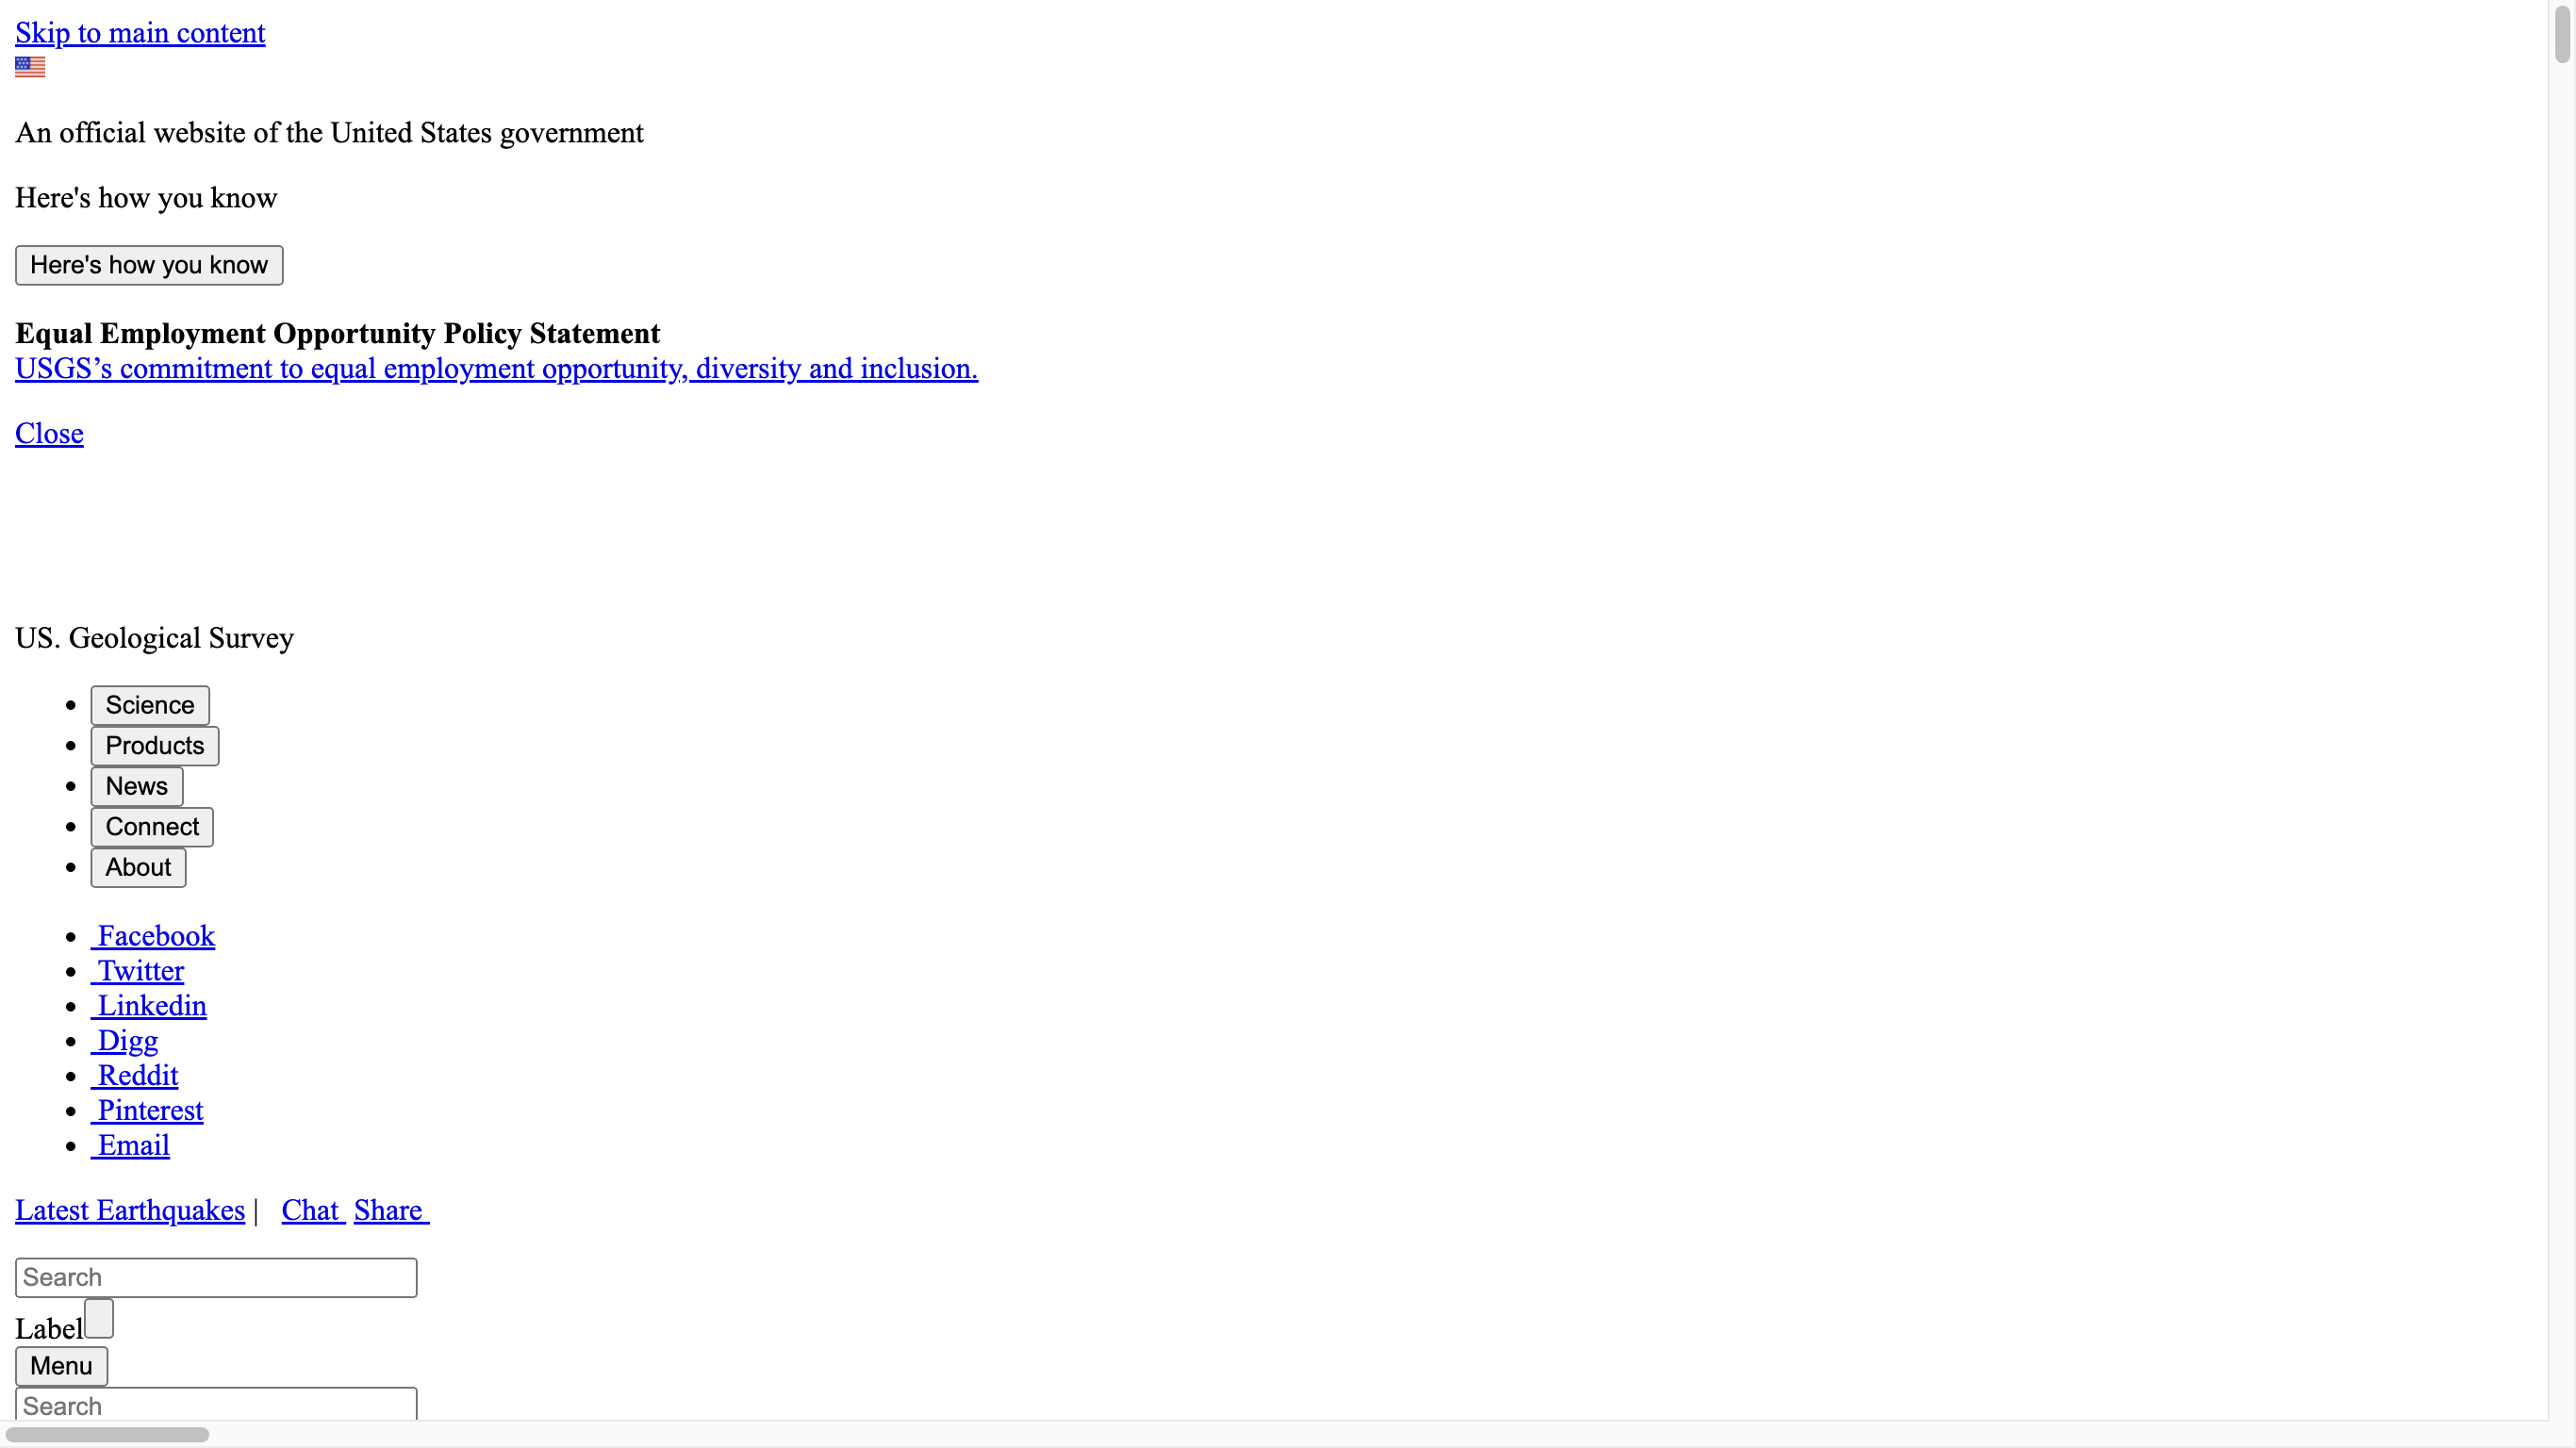 Skip to main content
An official website of the United States government
Here's how you know
Here's how you know
Equal Employment Opportunity Policy Statement
USGS’s commitment to equal employment opportunity, diversity and inclusion.
Close
US. Geological Survey
Science
Products
News
Connect
About
Facebook
Twitter
Linkedin
Digg
Reddit
Pinterest
Email
Latest Earthquakes | Chat Share
Search
Label
Menu
Search